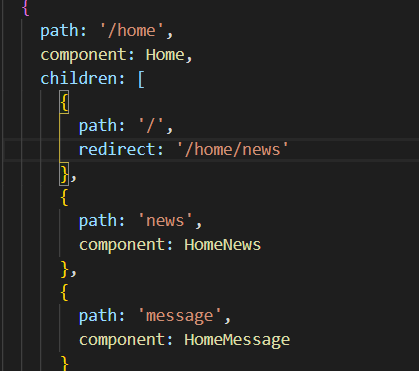 {
path: '/home',
component: Home,
children: [
{
path: '/',
redirect: '/home/news'
},
{
path: 'news',
component: HomeNews
},
{
path: 'message',
component: HomeMessage
}